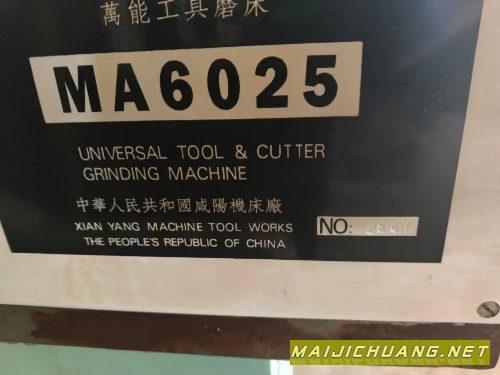 萬能工具磨床
MA6025
UNIVERSAL TOOL & CUTTER
GRINDING MACHINE
中華人民共和國咸陽機床廠
XIAN YANG MACHINE TOOL WORKS
THE PEOPLE'S REPUBLIC OF CHINA
NO:
MAIJICHUANG.NET